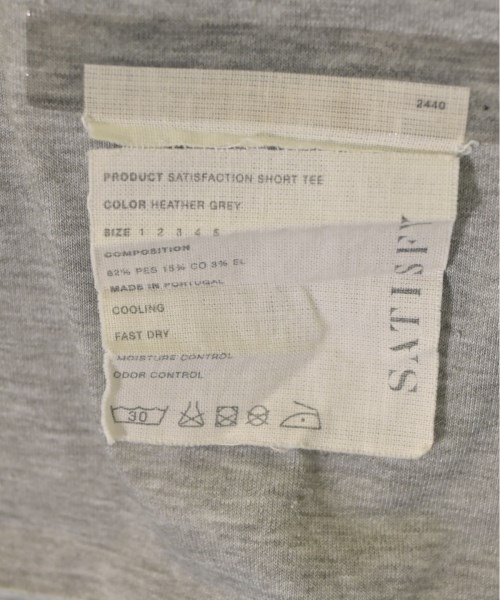 2440
PRODUCT SATISFACTION SHORT TEE
COLOR HEATHER GREY
SIZE 1 2 3 4 5
COMPOSITION
82% PES 15% CO 3% EL
MADE IN PORTUGAL
COOLING
FAST DRY
MOISTURE CONTROL
ODOR CONTROL
30
SATISFY